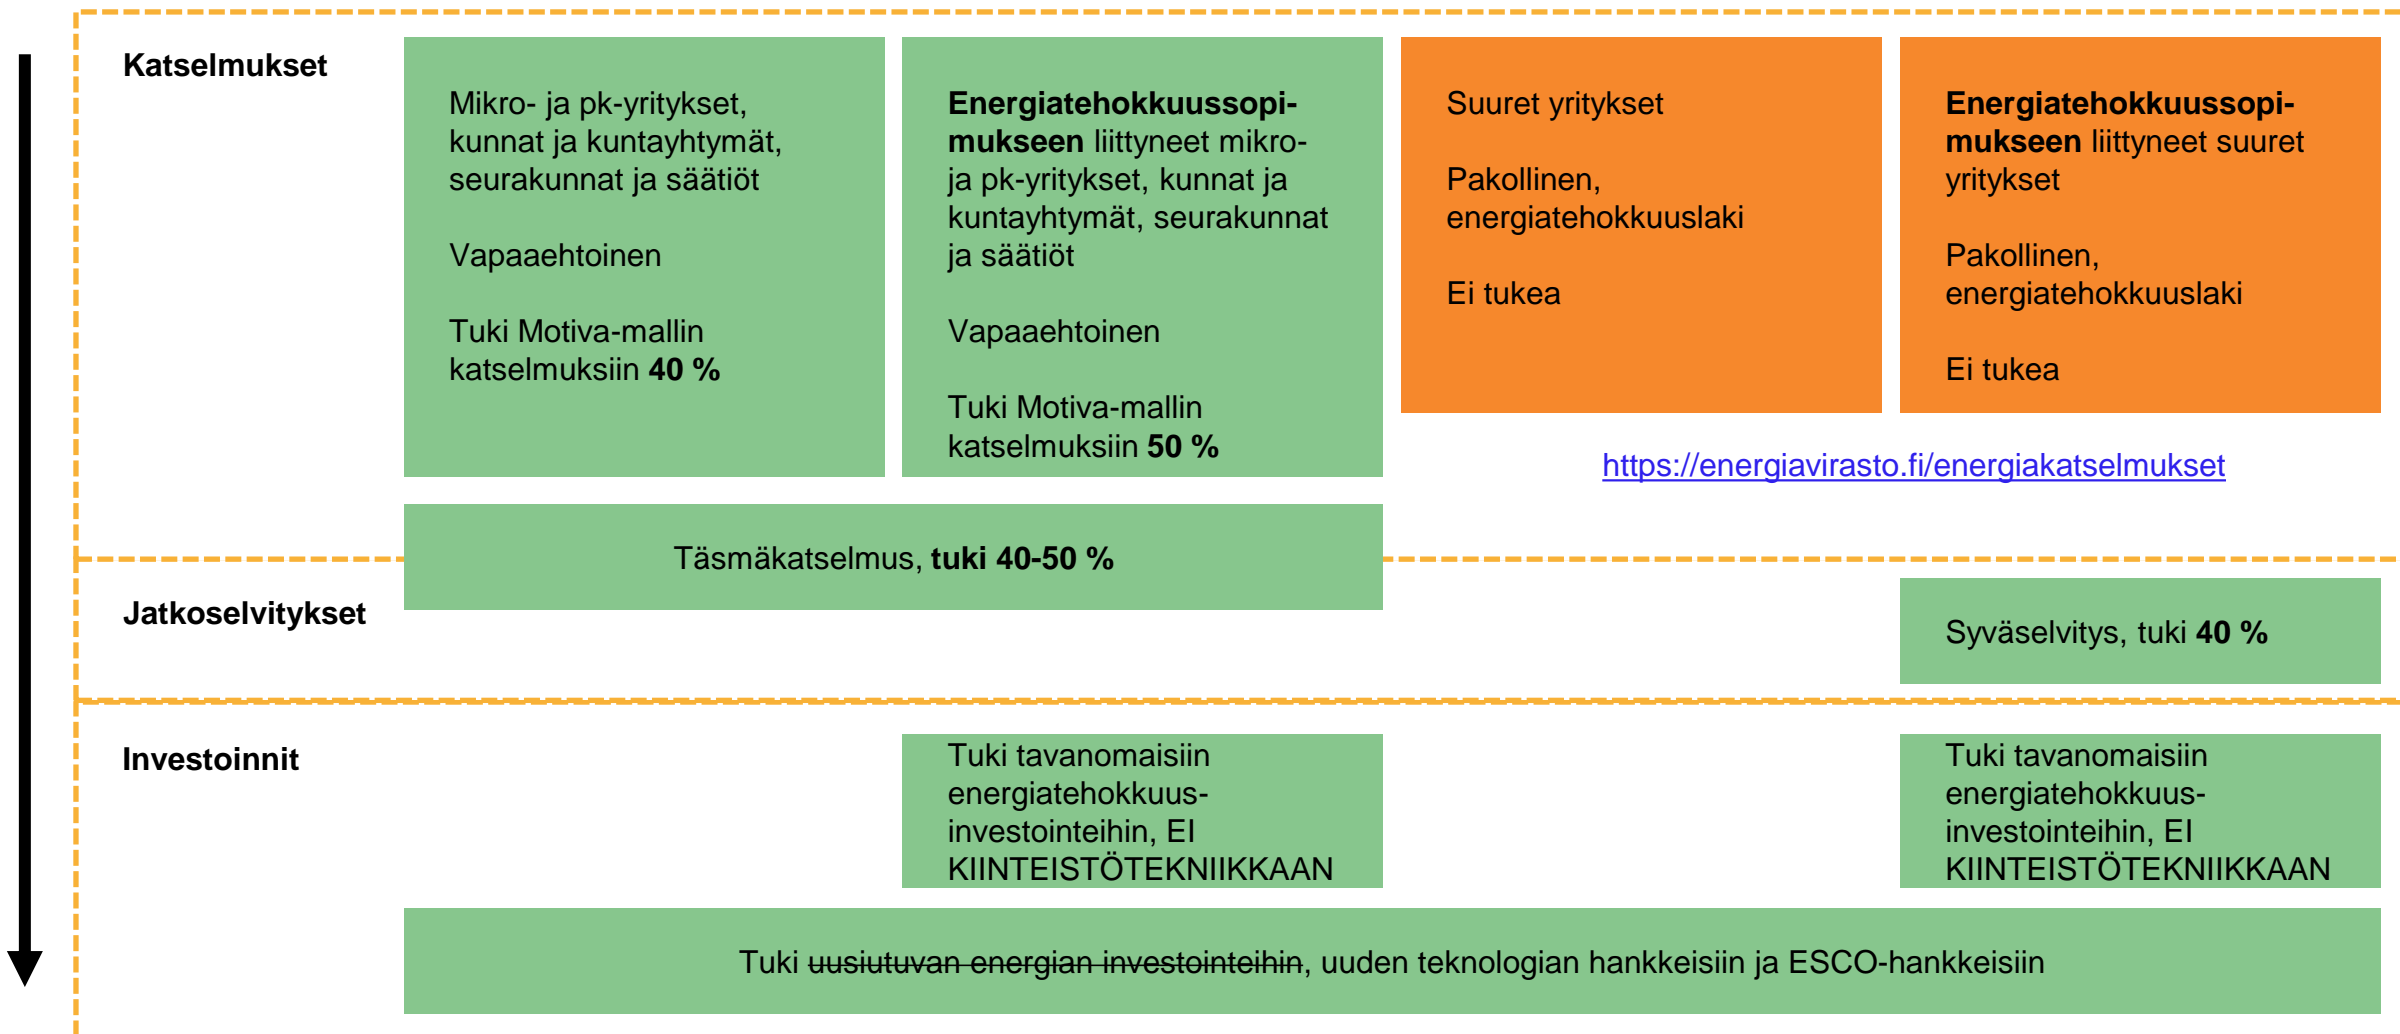 Katselmukset
Mikro- ja pk-yritykset,
kunnat ja kuntayhtymät,
seurakunnat ja säätiöt
Vapaaehtoinen
Tuki Motiva-mallin
katselmuksiin 40 %
Energiatehokkuussopi-
mukseen liittyneet mikro-
ja pk-yritykset, kunnat ja
kuntayhtymät, seurakunnat
ja säätiöt
Vapaaehtoinen
Tuki Motiva-mallin
katselmuksiin 50 %
Suuret yritykset
Pakollinen,
energiatehokkuuslaki
Ei tukea
Energiatehokkuussopi-
mukseen liittyneet suuret
yritykset
Pakollinen,
energiatehokkuuslaki
Ei tukea
https://energiavirasto.fi/energiakatselmukset
Täsmäkatselmus, tuki 40-50 %
Jatkoselvitykset
Syväselvitys, tuki 40 %
Investoinnit
Tuki tavanomaisiin
energiatehokkuus-
investointeihin, EI
KIINTEISTÖTEKNIIKKAAN
Tuki tavanomaisiin
energiatehokkuus-
investointeihin, EI
KIINTEISTÖTEKNIIKKAAN
Tuki uusiutuvan energian investointeihin, uuden teknologian hankkeisiin ja ESCO-hankkeisiin